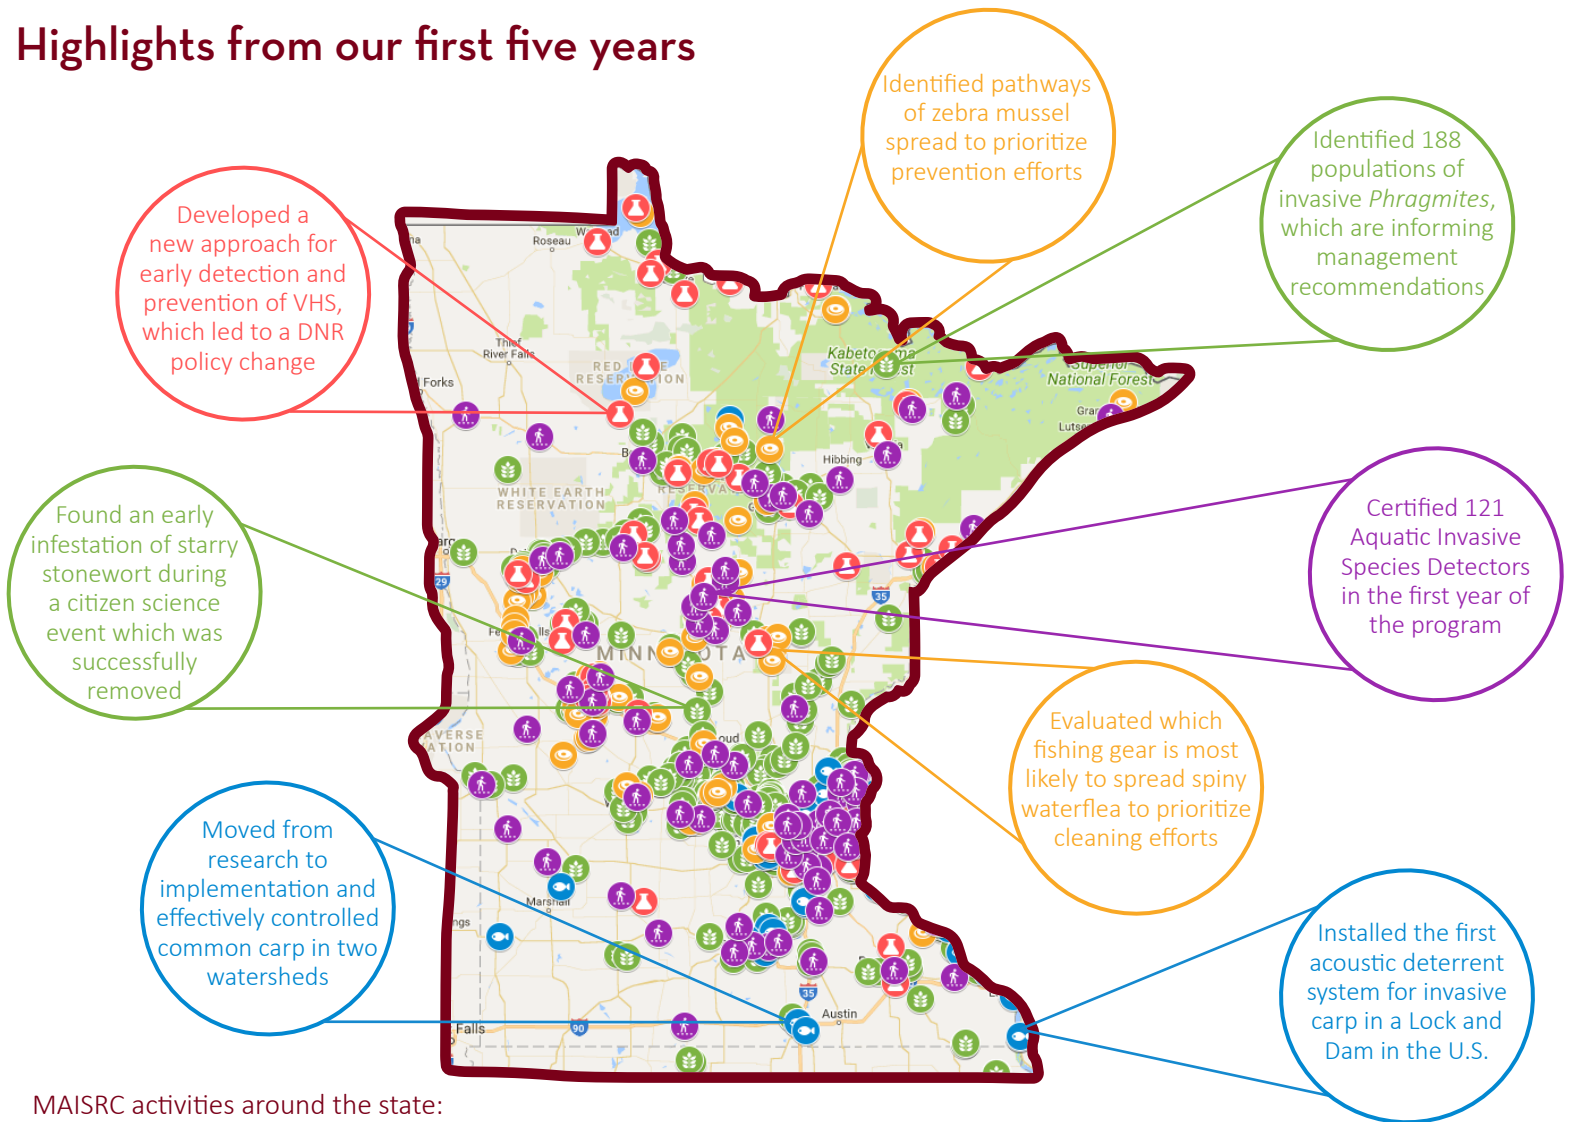 Highlights from our first five years
Identified pathways
of zebra mussel
spread to prioritize
prevention efforts
Identified 188
populations of
invasive Phragmites,
which are informing
management
recommendations
Developed a
new approach for
early detection and
prevention of VHS,
which led to a DNR
policy change
Roseau
Thief
River Falls
Forks
Kabetogama
State Forest
Superior
National Forest
Hibbing
WHITE EARTH
RESERVATION
Found an early
infestation of starry
stonewort during
a citizen science
event which was
successfully
removed
29
35
Certified 121
Aquatic Invasive
Species Detectors
in the first year of
the program
MINNESOTA
Evaluated which
fishing gear is most
likely to spread spiny
waterflea to prioritize
cleaning efforts
Moved from
research to
implementation and
effectively controlled
common carp in two
watersheds
Marshall
Installed the first
acoustic deterrent
system for invasive
carp in a Lock and
Dam in the U.S.
35
Austin
90
Falls
MAISRC activities around the state: